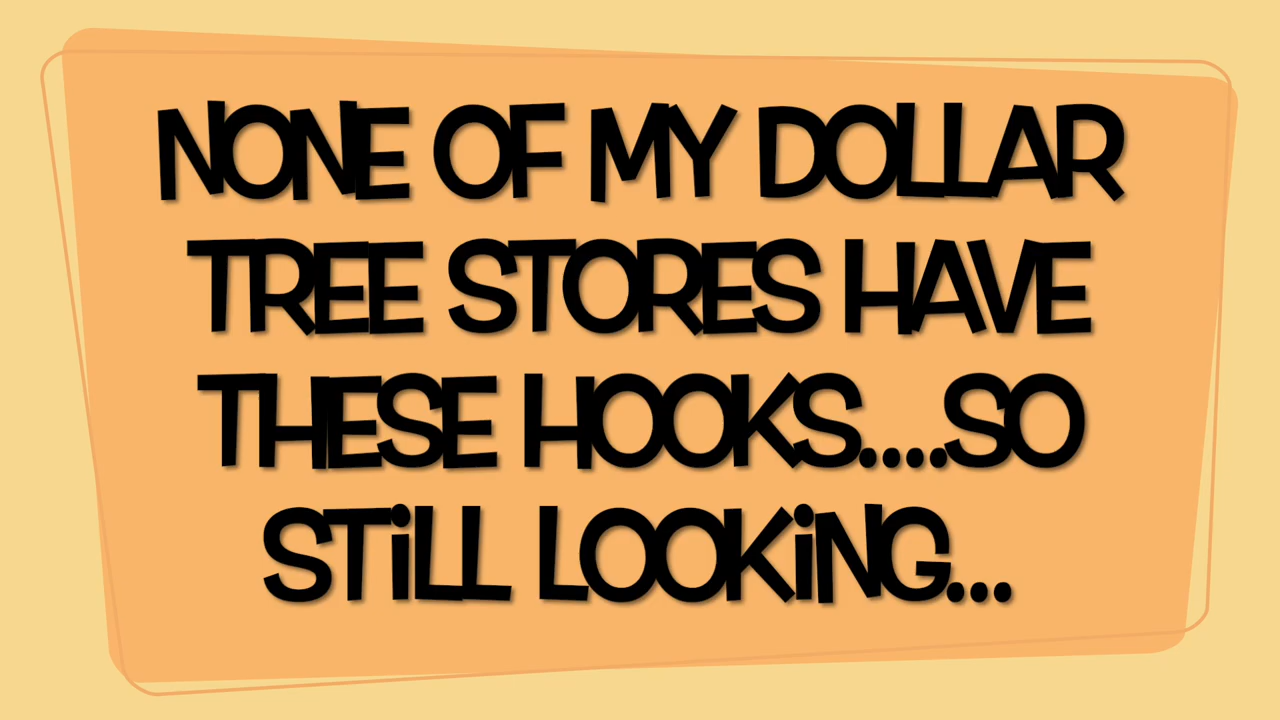 NONE OF MY DOLLAR
TREE STORES HAVE
THESE HOOKS....SO
STiLL LOOKiNG...